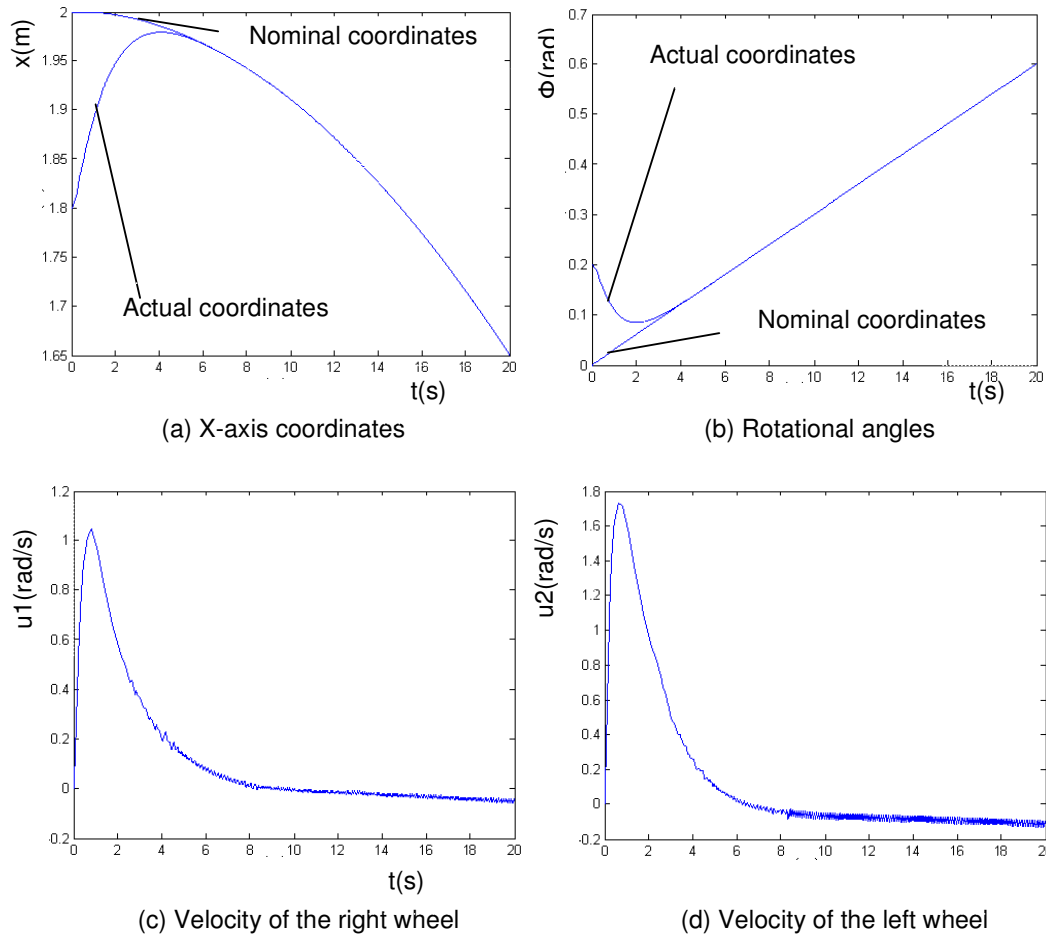 2
1.95
1.9
1.85
1.8
1.75
1.7
1.65
x(m)
Nominal coordinates
Actual coordinates
0 2 4 6 8 10 12 14 16 18 20
t(s)
(a) X-axis coordinates
0.7
0.6
0.5
0.4
0.3
0.2
0.1
0
Φ(rad)
Actual coordinates
Nominal coordinates
0 2 4 6 8 10 12 14 16 18 20
t(s)
(b) Rotational angles
1.2
1
0.8
0.6
0.4
0.2
0
-0.2
u1(rad/s)
0 2 4 6 8 10 12 14 16 18 20
t(s)
(c) Velocity of the right wheel
1.8
1.6
1.4
1.2
1
0.8
0.6
0.4
0.2
0
-0.2
u2(rad/s)
0 2 4 6 8 10 12 14 16 18 20
(d) Velocity of the left wheel